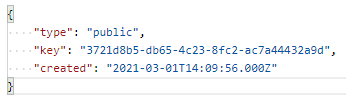 {
    "type": "public",
    "key": "3721d8b5-db65-4c23-8fc2-ac7a44432a9d",
    "created": "2021-03-01T14:09:56.000Z"
}